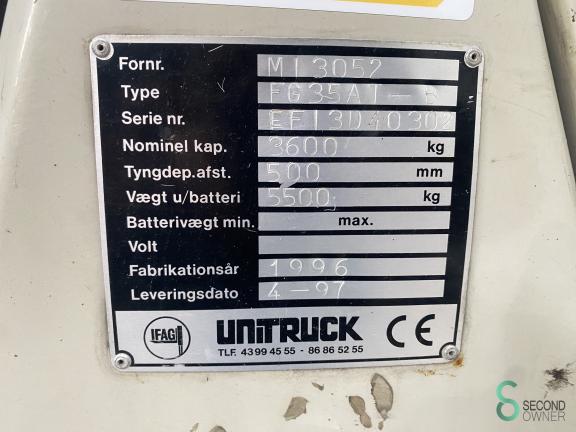 Fornr. M13052
Type FG35A1-B
Serie nr. EF13D40302
Nominel kap. 3600 kg
Tyngdep.afst. 500 mm
Vægt u/batteri 5500 kg
Batterivægt min. max.
Volt
Fabrikationsår 1996
Leveringsdato 4-97
IFAG UNITRUCK CE
TLF. 43 99 45 55 - 86 86 52 55
SECOND
OWNER